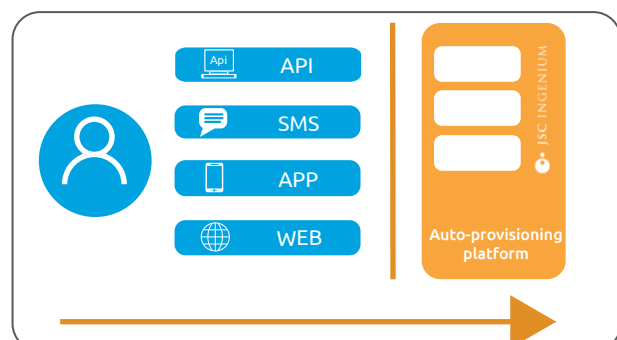 Api
API
SMS
APP
WEB
JSC INGENIUM
Auto-provisioning
platform